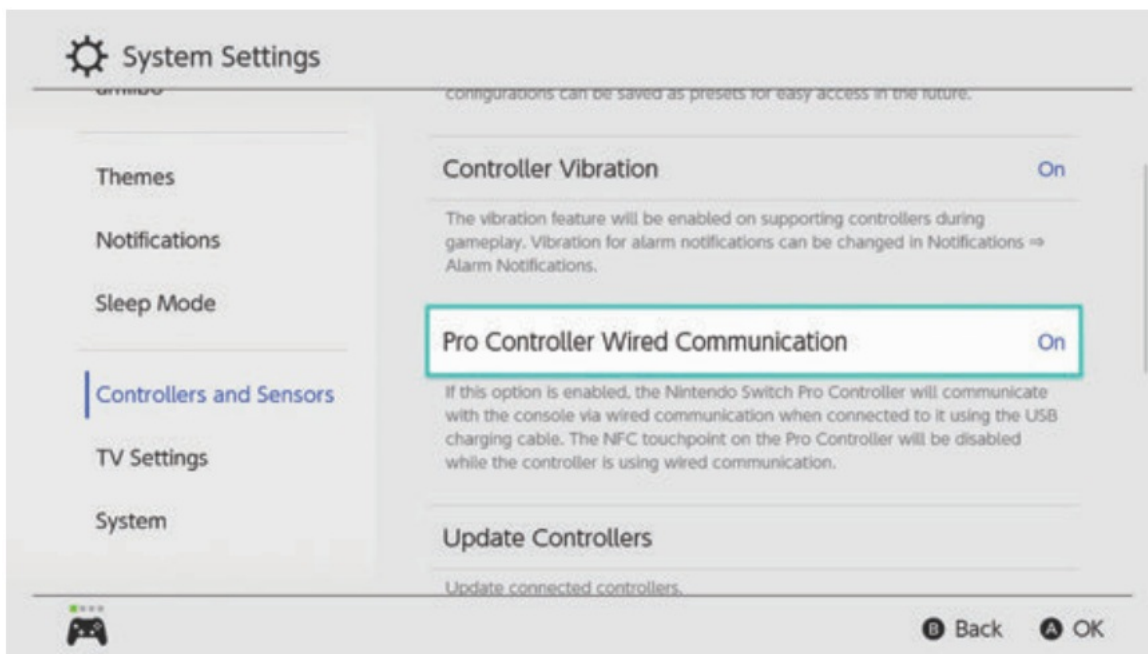 System Settings
amiibo
Themes
Notifications
Sleep Mode
Controllers and Sensors
TV Settings
System
configurations can be saved as presets for easy access in the future.
Controller Vibration On
The vibration feature will be enabled on supporting controllers during
gameplay. Vibration for alarm notifications can be changed in Notifications ⇒
Alarm Notifications.
Pro Controller Wired Communication On
If this option is enabled, the Nintendo Switch Pro Controller will communicate
with the console via wired communication when connected to it using the USB
charging cable. The NFC touchpoint on the Pro Controller will be disabled
while the controller is using wired communication.
Update Controllers
Update connected controllers.
B Back A OK